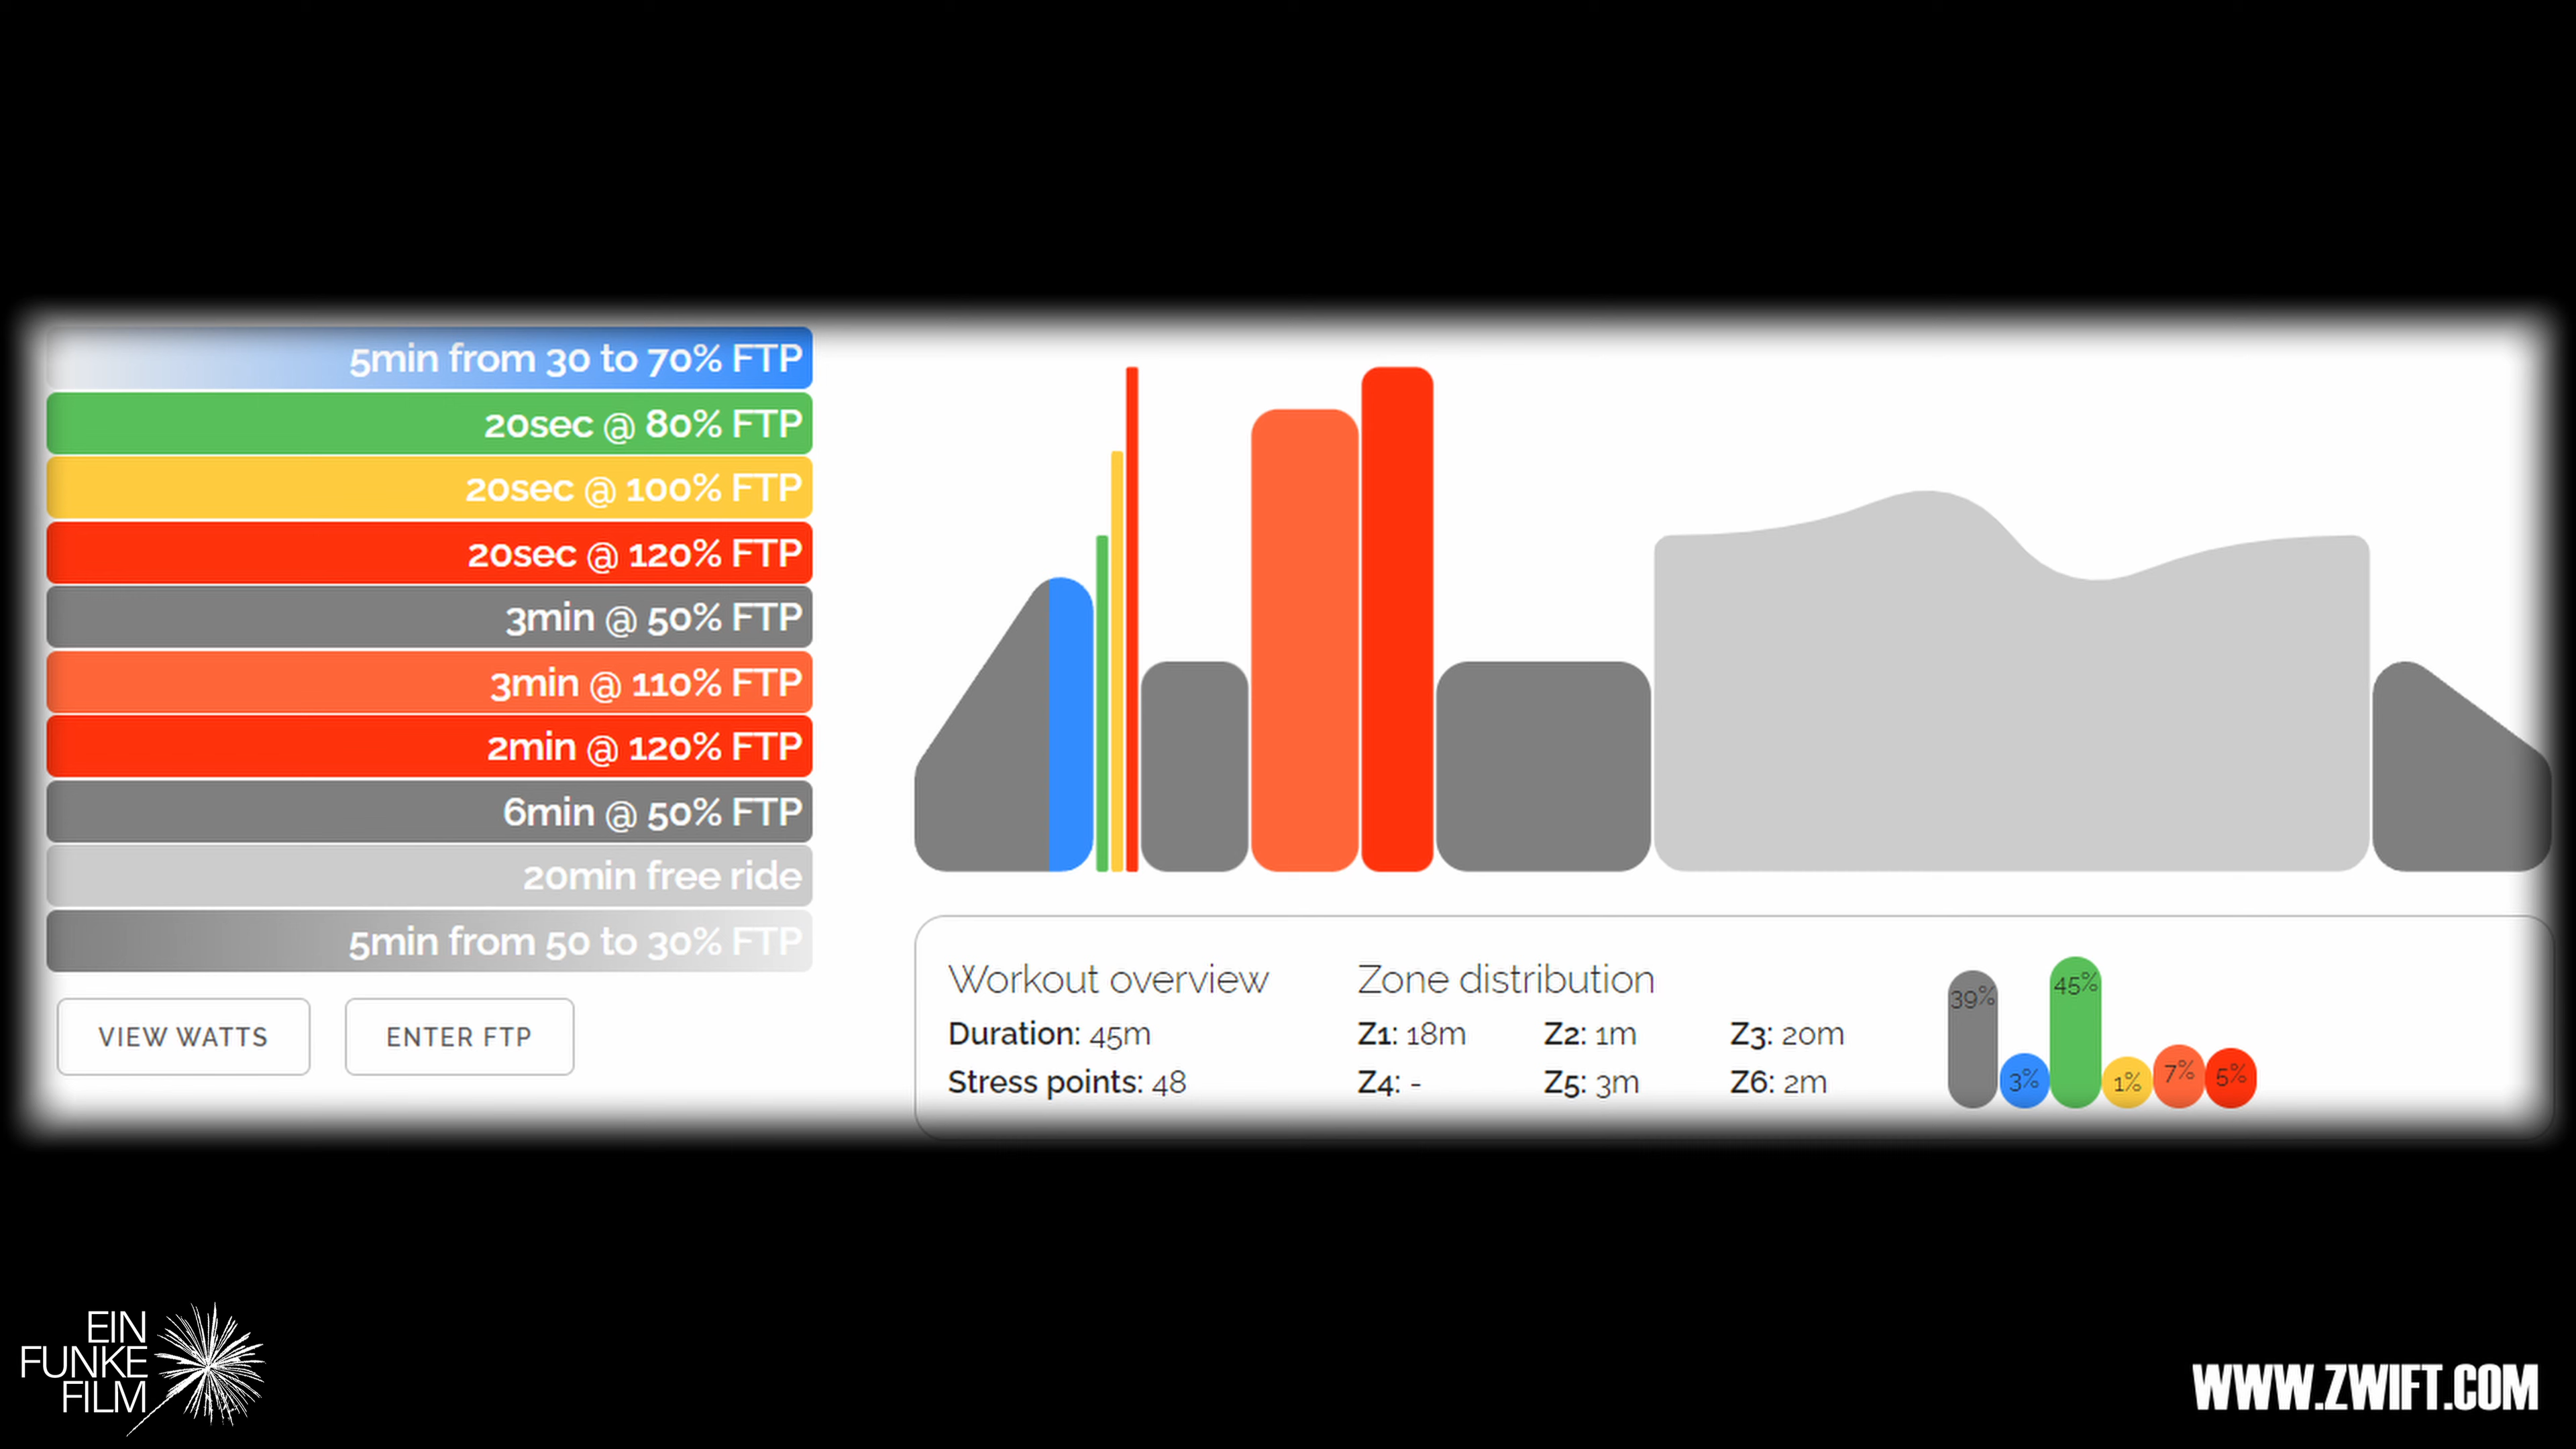 5min from 30 to 70% FTP
20sec @ 80% FTP
20sec @ 100% FTP
20sec @ 120% FTP
3min @ 50% FTP
3min @ 110% FTP
2min @ 120% FTP
6min @ 50% FTP
20min free ride
5min from 50 to 30% FTP
VIEW WATTS
ENTER FTP
Workout overview
Duration: 45m
Stress points: 48
Zone distribution
Z1: 18m Z2: 1m Z3: 20m
Z4: - Z5: 3m Z6: 2m
39% 3% 45% 1% 7% 5%
EIN
FUNKE
FILM
WWW.ZWIFT.COM